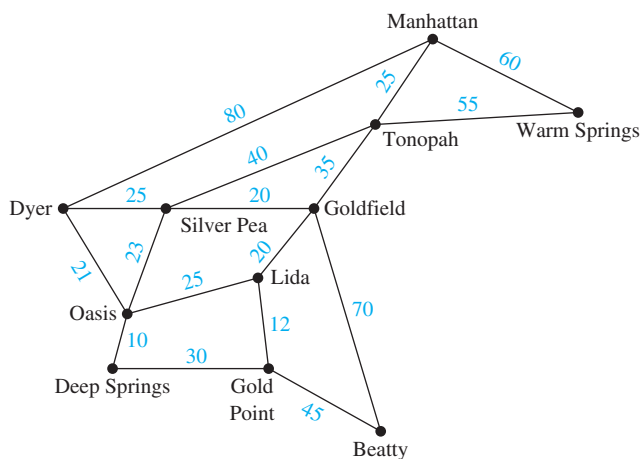 Manhattan
60
25
80
55
Warm Springs
Tonopah
40
35
25
20
Dyer
Silver Pea
Goldfield
23
20
21
25
Lida
Oasis
70
12
10
30
Deep Springs
Gold
Point
45
Beatty